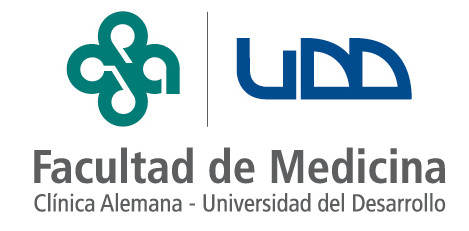 UDD
Facultad de Medicina
Clínica Alemana - Universidad del Desarrollo